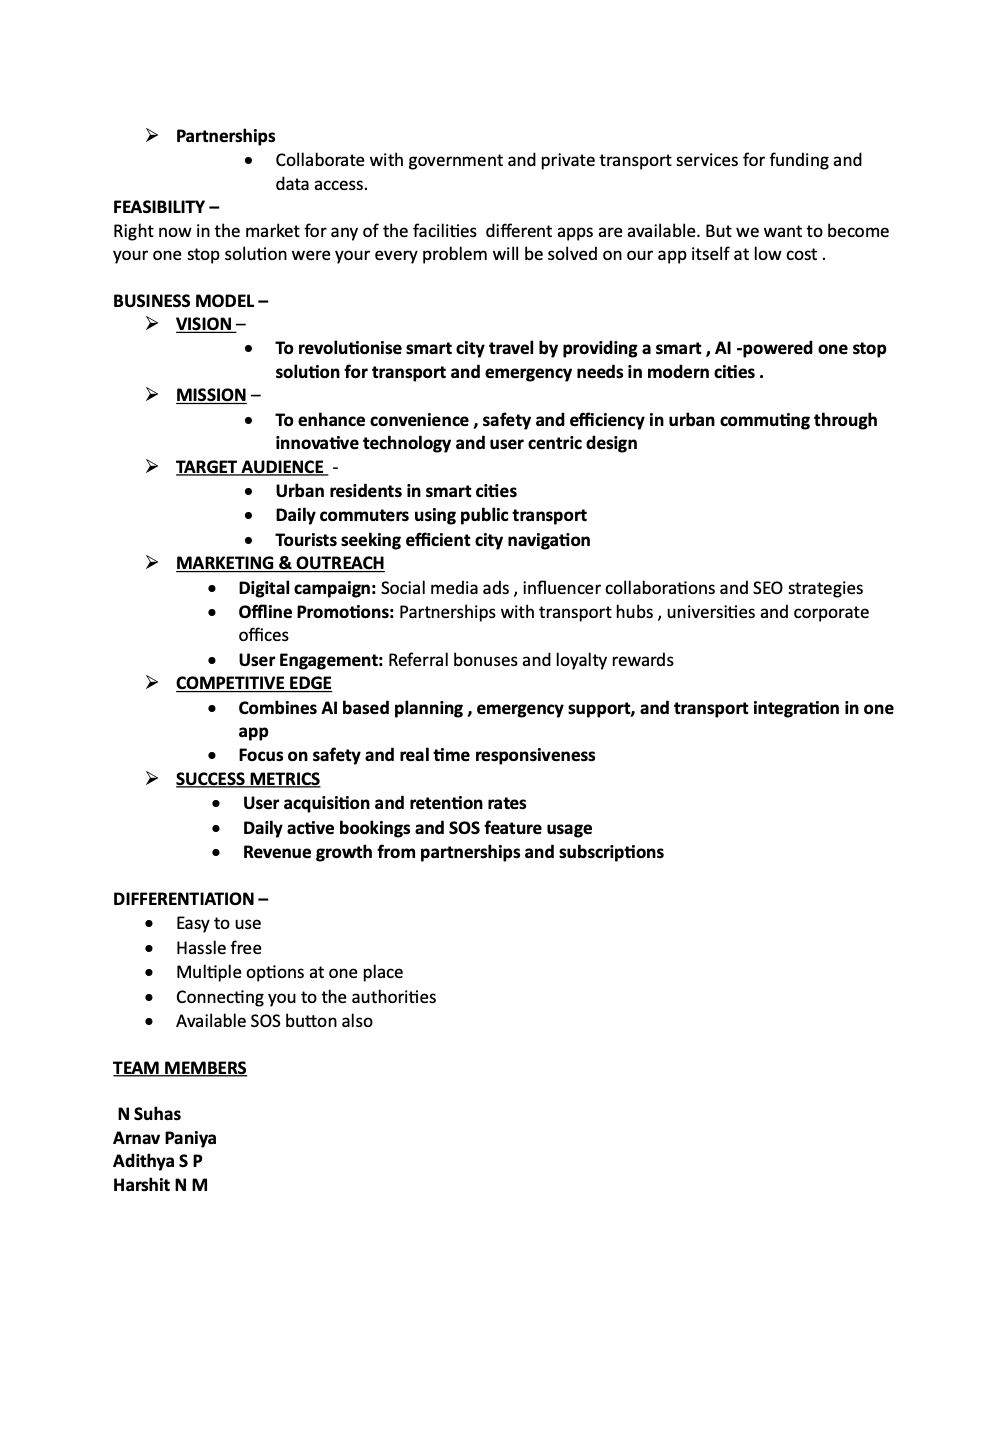 ➢ Partnerships
• Collaborate with government and private transport services for funding and
data access.
FEASIBILITY –
Right now in the market for any of the facilities  different apps are available. But we want to become
your one stop solution were your every problem will be solved on our app itself at low cost .
BUSINESS MODEL –
➢ VISION –
• To revolutionise smart city travel by providing a smart , AI -powered one stop
solution for transport and emergency needs in modern cities .
➢ MISSION –
• To enhance convenience , safety and efficiency in urban commuting through
innovative technology and user centric design
➢ TARGET AUDIENCE  -
• Urban residents in smart cities
• Daily commuters using public transport
• Tourists seeking efficient city navigation
➢ MARKETING & OUTREACH
• Digital campaign: Social media ads , influencer collaborations and SEO strategies
• Offline Promotions: Partnerships with transport hubs , universities and corporate
offices
• User Engagement: Referral bonuses and loyalty rewards
➢ COMPETITIVE EDGE
• Combines AI based planning , emergency support, and transport integration in one
app
• Focus on safety and real time responsiveness
➢ SUCCESS METRICS
• User acquisition and retention rates
• Daily active bookings and SOS feature usage
• Revenue growth from partnerships and subscriptions
DIFFERENTIATION –
• Easy to use
• Hassle free
• Multiple options at one place
• Connecting you to the authorities
• Available SOS button also
TEAM MEMBERS
N Suhas
Arnav Paniya
Adithya S P
Harshit N M